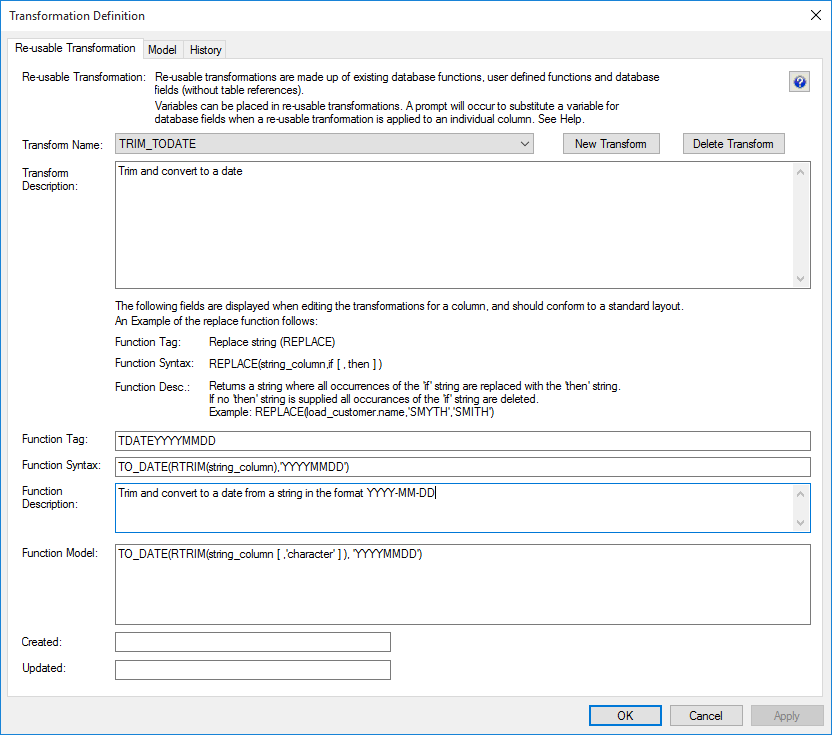 Transformation Definition
Re-usable Transformation Model History
Re-usable Transformation: Re-usable transformations are made up of existing database functions, user defined functions and database
fields (without table references).
Variables can be placed in re-usable transformations. A prompt will occur to substitute a variable for
database fields when a re-usable tranformation is applied to an individual column. See Help.
Transform Name: TRIM_TODATE New Transform Delete Transform
Transform
Description:
Trim and convert to a date
The following fields are displayed when editing the transformations for a column, and should conform to a standard layout.
An Example of the replace function follows:
Function Tag: Replace string (REPLACE)
Function Syntax: REPLACE(string_column,if [ , then ] )
Function Desc.: Returns a string where all occurrences of the 'if' string are replaced with the 'then' string.
If no 'then' string is supplied all occurances of the 'if' string are deleted.
Example: REPLACE(load_customer.name,'SMYTH','SMITH')
Function Tag: TDATEYYYYMMDD
Function Syntax: TO_DATE(RTRIM(string_column),'YYYYMMDD')
Function
Description:
Trim and convert to a date from a string in the format YYYY-MM-DD
Function Model: TO_DATE(RTRIM(string_column [ ,'character' ] ), 'YYYYMMDD')
Created:
Updated:
OK Cancel Apply